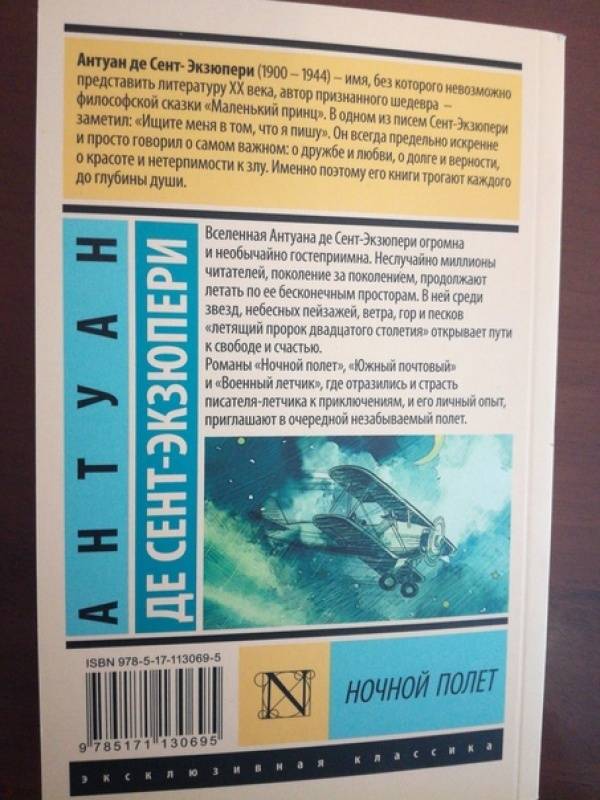 Антуан де Сент- Экзюпери (1900 – 1944) – имя, без которого невозможно
представить литературу XX века, автор признанного шедевра –
философской сказки «Маленький принц». В одном из писем Сент-Экзюпери
заметил: «Ищите меня в том, что я пишу». Он всегда предельно искренне
и просто говорил о самом важном: о дружбе и любви, о долге и верности,
о красоте и нетерпимости к злу. Именно поэтому его книги трогают каждого
до глубины души.
АНТУАН
ДЕ СЕНТ-ЭКЗЮПЕРИ
Вселенная Антуана де Сент-Экзюпери огромна
и необычайно гостеприимна. Неслучайно миллионы
читателей, поколение за поколением, продолжают
летать по ее бесконечным просторам. В ней среди
звезд, небесных пейзажей, ветра, гор и песков
«летящий пророк двадцатого столетия» открывает пути
к свободе и счастью.
Романы «Ночной полет», «Южный почтовый»
и «Военный летчик», где отразились и страсть
писателя-летчика к приключениям, и его личный опыт,
приглашают в очередной незабываемый полет.
ISBN 978-5-17-113069-5
9 785171 130695
N
НОЧНОЙ ПОЛЕТ
эксклюзивная классика